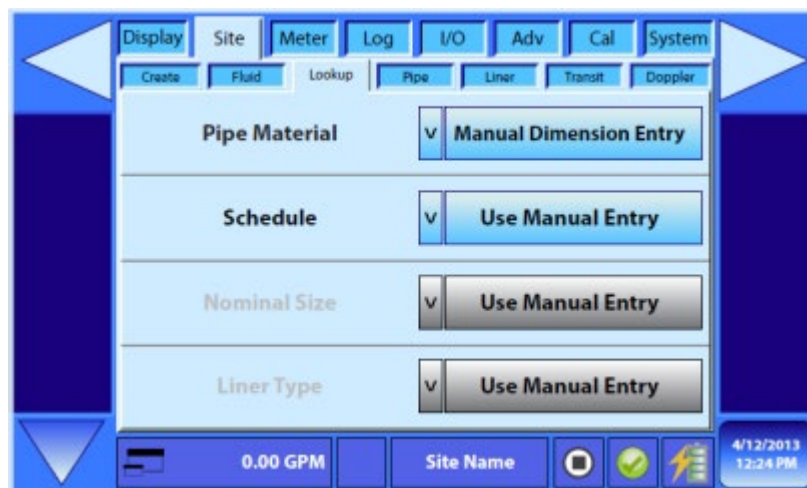 Display Site Meter Log I/O Adv Cal System
Create Fluid Lookup Pipe Liner Transit Doppler
Pipe Material v Manual Dimension Entry
Schedule v Use Manual Entry
Nominal Size v Use Manual Entry
Liner Type v Use Manual Entry
0.00 GPM Site Name 4/12/2013
12:24 PM